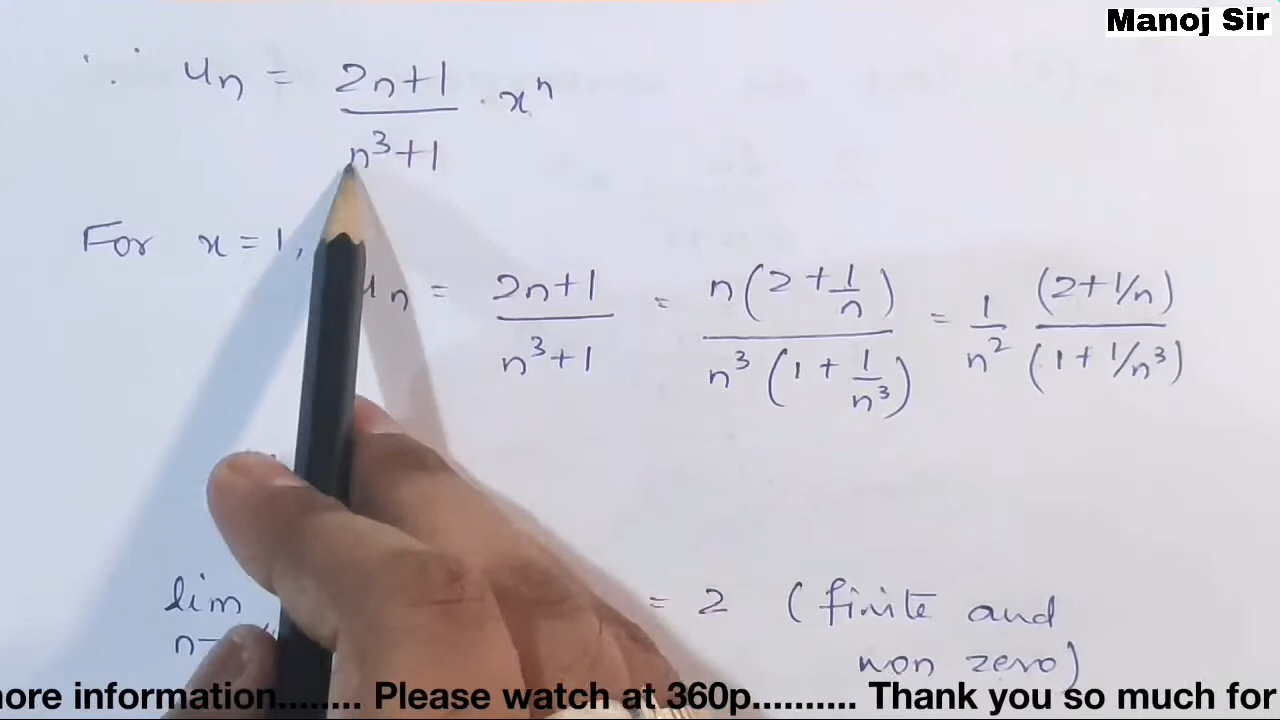 Manoj Sir
∵ un = 2n+1 / n³+1 · xⁿ
For x = 1,
un = 2n+1 / n³+1 = n(2 + 1/n) / n³(1 + 1/n³) = 1/n² (2+1/n) / (1+1/n³)
lim = 2 (finite and
n→ non zero)
ore information........ Please watch at 360p.......... Thank you so much for